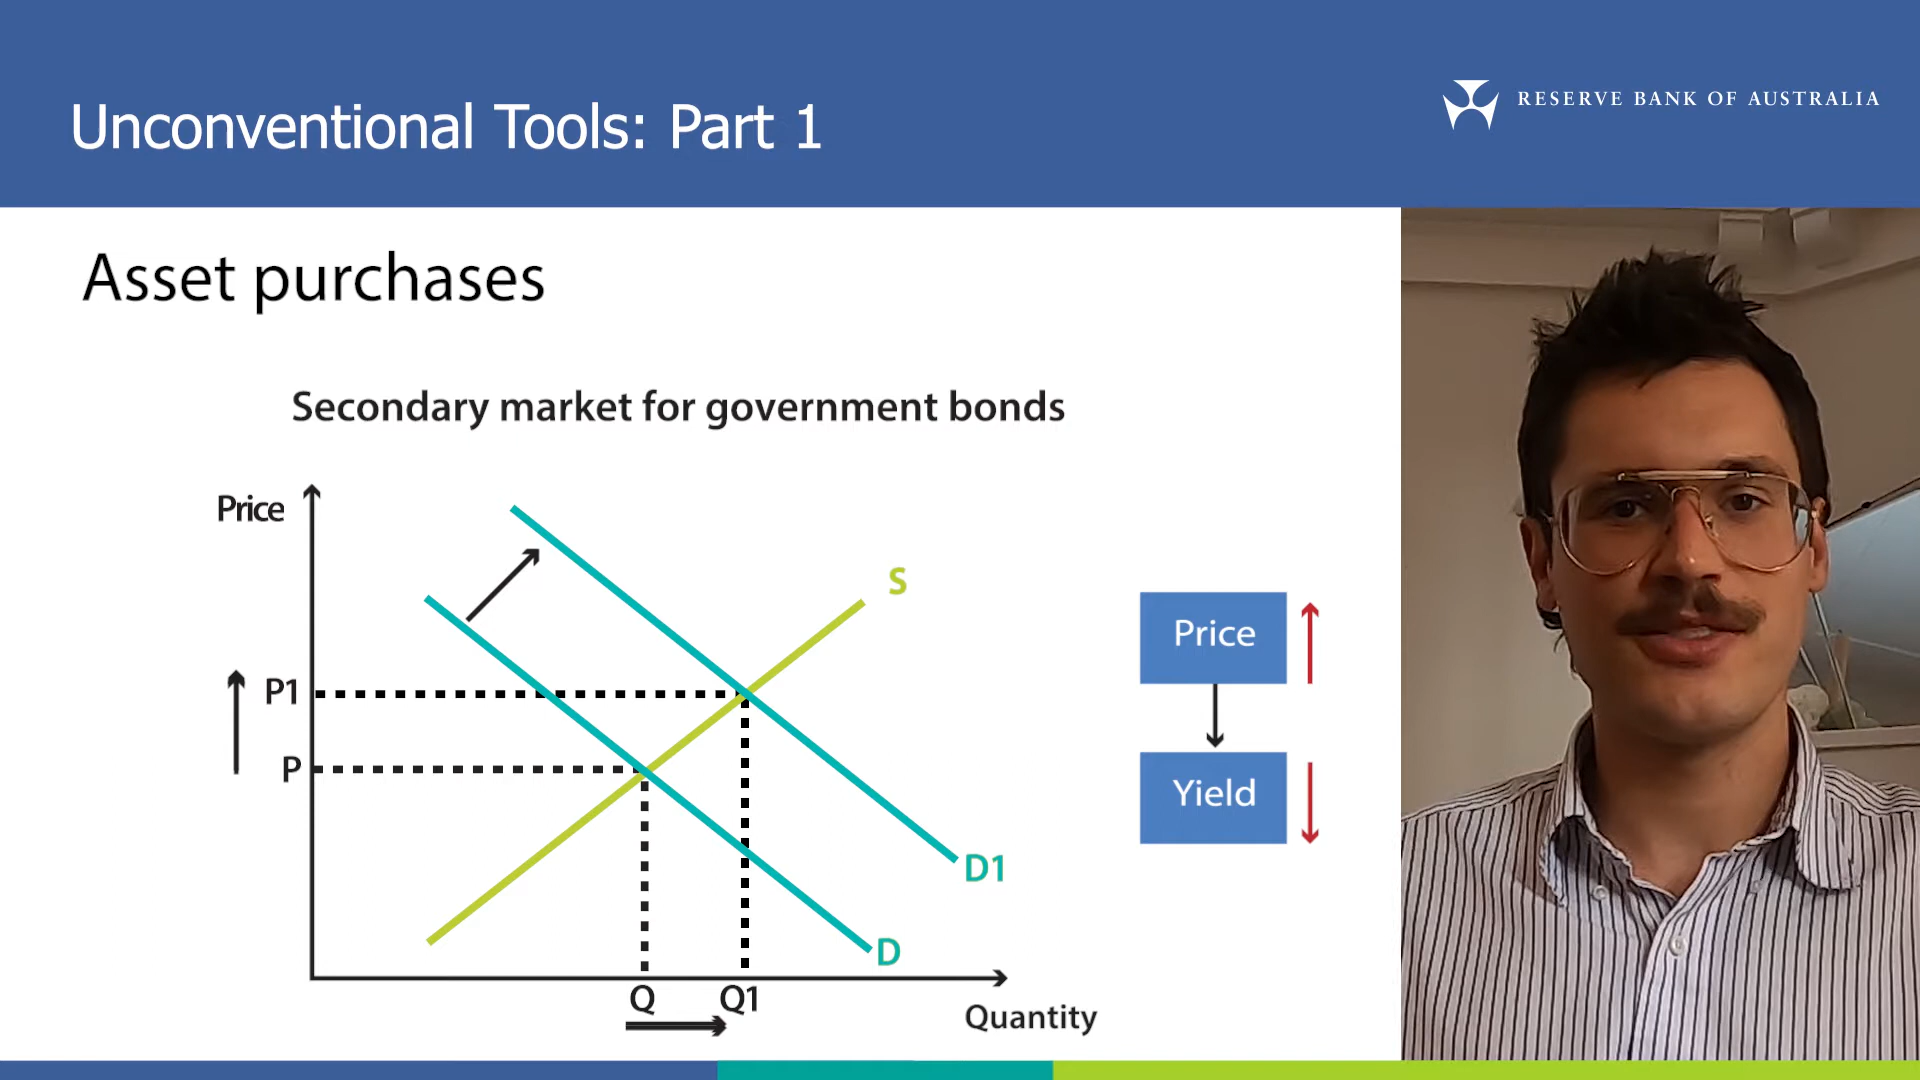 Unconventional Tools: Part 1
RESERVE BANK OF AUSTRALIA
Asset purchases
Secondary market for government bonds
Price
S
P1
P
D1
D
Q
Q1
Quantity
Price
Yield